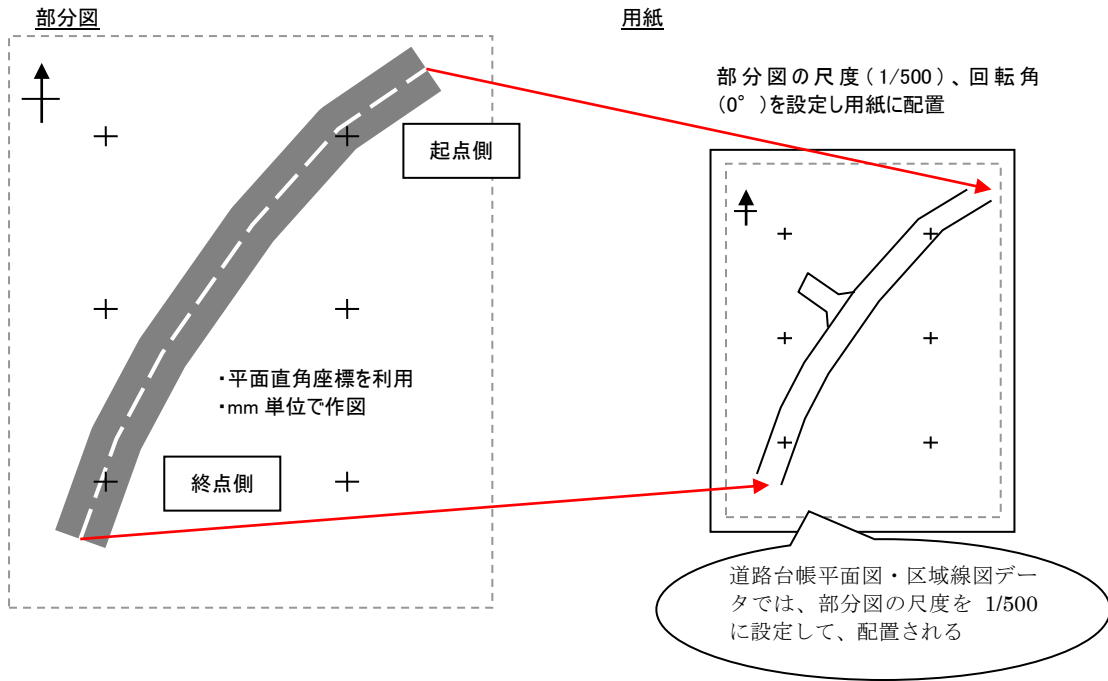 部分図
用紙
部分図の尺度(1/500)、回転角
(0°)を設定し用紙に配置
起点側
・平面直角座標を利用
・mm 単位で作図
終点側
道路台帳平面図・区域線図デー
タでは、部分図の尺度を 1/500
に設定して、配置される